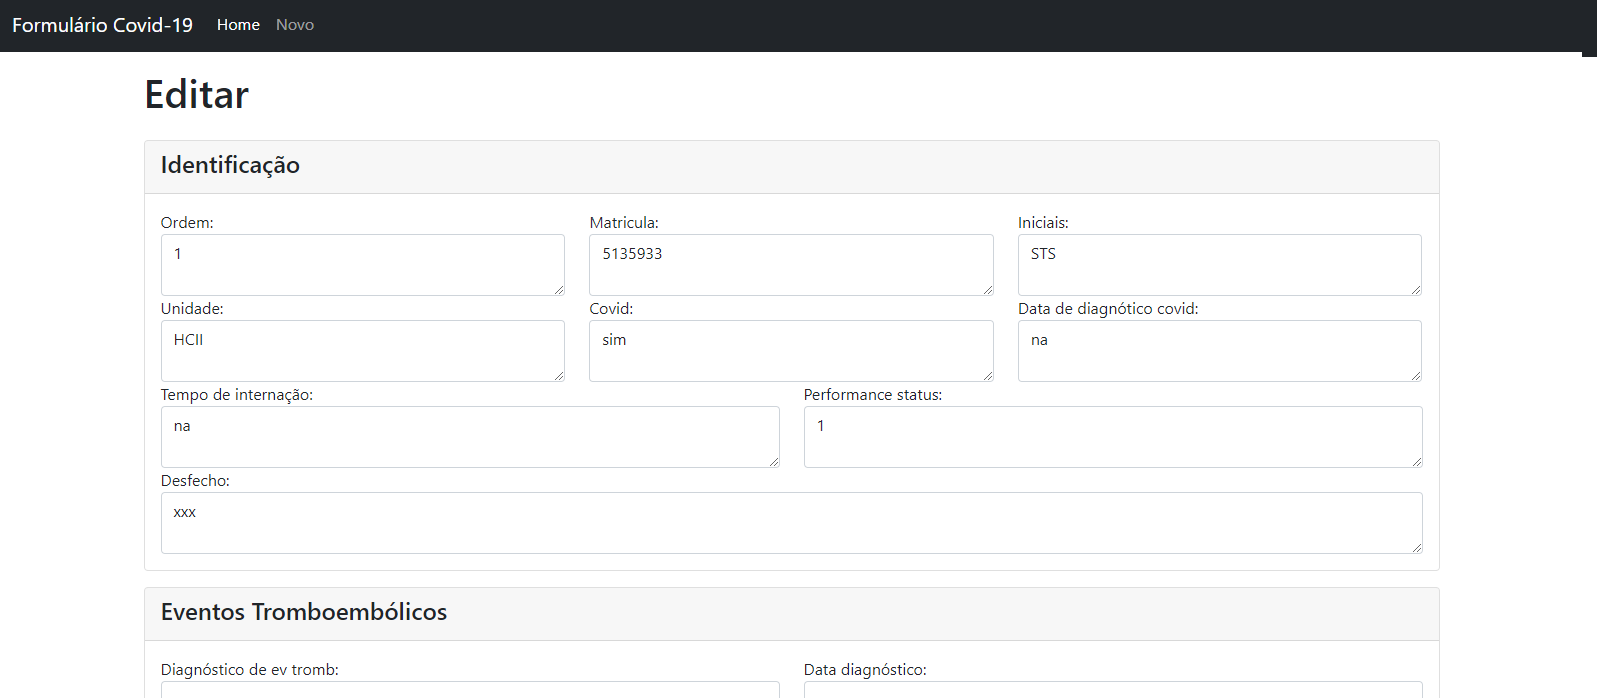 Formulário Covid-19 Home Novo
Editar
Identificação
Ordem: Matricula: Iniciais:
1 5135933 STS
Unidade: Covid: Data de diagnótico covid:
HCII sim na
Tempo de internação: Performance status:
na 1
Desfecho:
xxx
Eventos Tromboembólicos
Diagnóstico de ev tromb: Data diagnóstico: